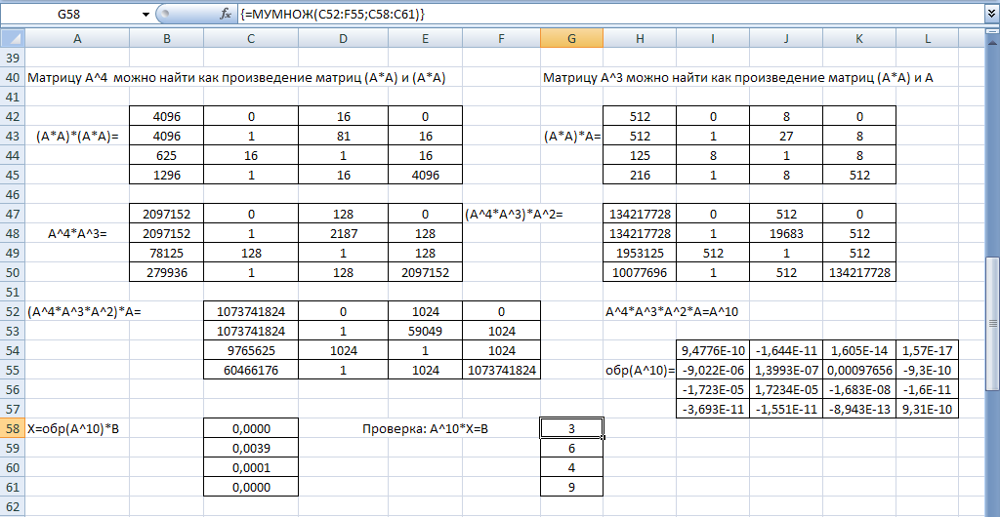 G58 fx {=МУМНОЖ(C52:F55;C58:C61)}
A B C D E F G H I J K L
39
40 Матрицу A^4 можно найти как произведение матриц (A*A) и (A*A) Матрицу A^3 можно найти как произведение матриц (A*A) и A
41
42 4096 0 16 0 512 0 8 0
43 (A*A)*(A*A)= 4096 1 81 16 (A*A)*A= 512 1 27 8
44 625 16 1 16 125 8 1 8
45 1296 1 16 4096 216 1 8 512
46
47 2097152 0 128 0 (A^4*A^3)*A^2= 134217728 0 512 0
48 A^4*A^3= 2097152 1 2187 128 134217728 1 19683 512
49 78125 128 1 128 1953125 512 1 512
50 279936 1 128 2097152 10077696 1 512 134217728
51
52 (A^4*A^3*A^2)*A= 1073741824 0 1024 0 A^4*A^3*A^2*A=A^10
53 1073741824 1 59049 1024
54 9765625 1024 1 1024 9,4776E-10 -1,644E-11 1,605E-14 1,57E-17
55 60466176 1 1024 1073741824 обр(A^10)= -9,022E-06 1,3993E-07 0,00097656 -9,3E-10
56 -1,723E-05 1,7234E-05 -1,683E-08 -1,6E-11
57 -3,693E-11 -1,551E-11 -8,943E-13 9,31E-10
58 X=обр(A^10)*B 0,0000 Проверка: A^10*X=B 3
59 0,0039 6
60 0,0001 4
61 0,0000 9
62